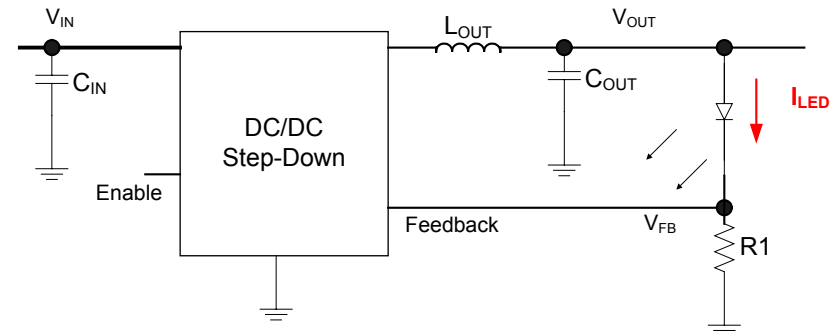 VIN
LOUT
VOUT
CIN
COUT
ILED
DC/DC
Step-Down
Enable
Feedback
VFB
R1